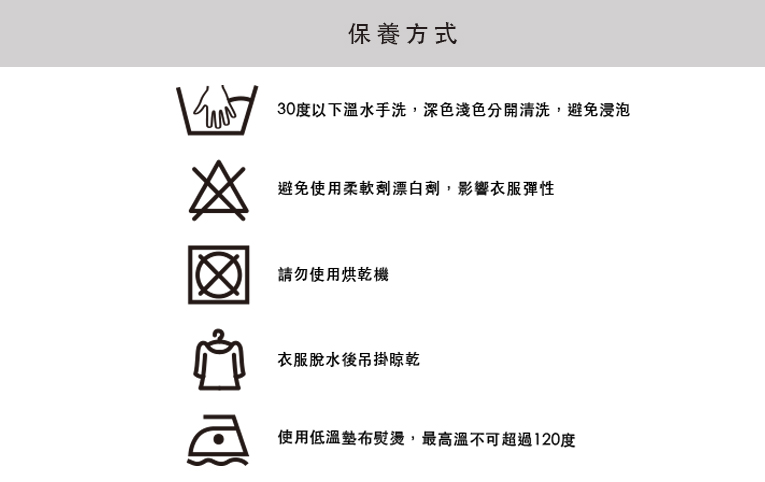 保養方式
30度以下溫水手洗，深色淺色分開清洗，避免浸泡
避免使用柔軟劑漂白劑，影響衣服彈性
請勿使用烘乾機
衣服脫水後吊掛晾乾
使用低溫墊布熨燙，最高溫不可超過120度